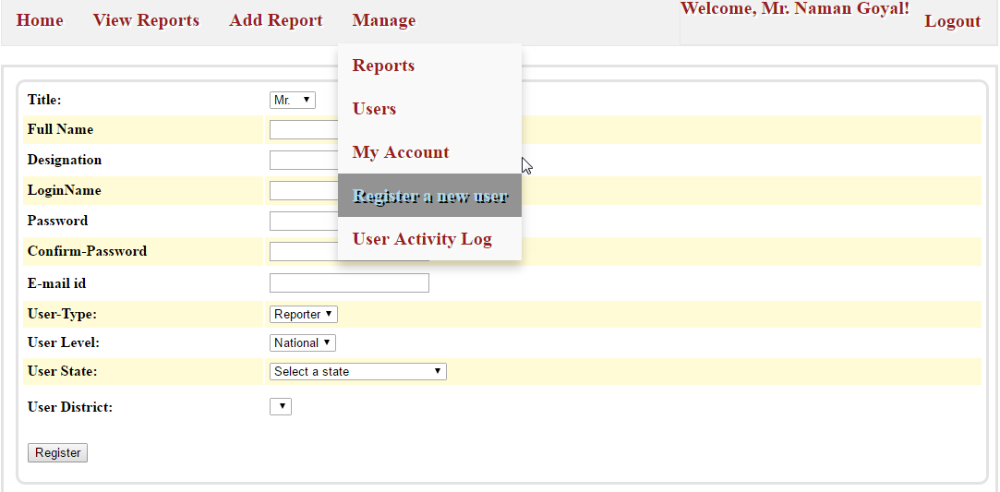 Home View Reports Add Report Manage Welcome, Mr. Naman Goyal! Logout
Reports
Users
My Account
Register a new user
User Activity Log
Title: Mr.
Full Name
Designation
LoginName
Password
Confirm-Password
E-mail id
User-Type: Reporter
User Level: National
User State: Select a state
User District:
Register